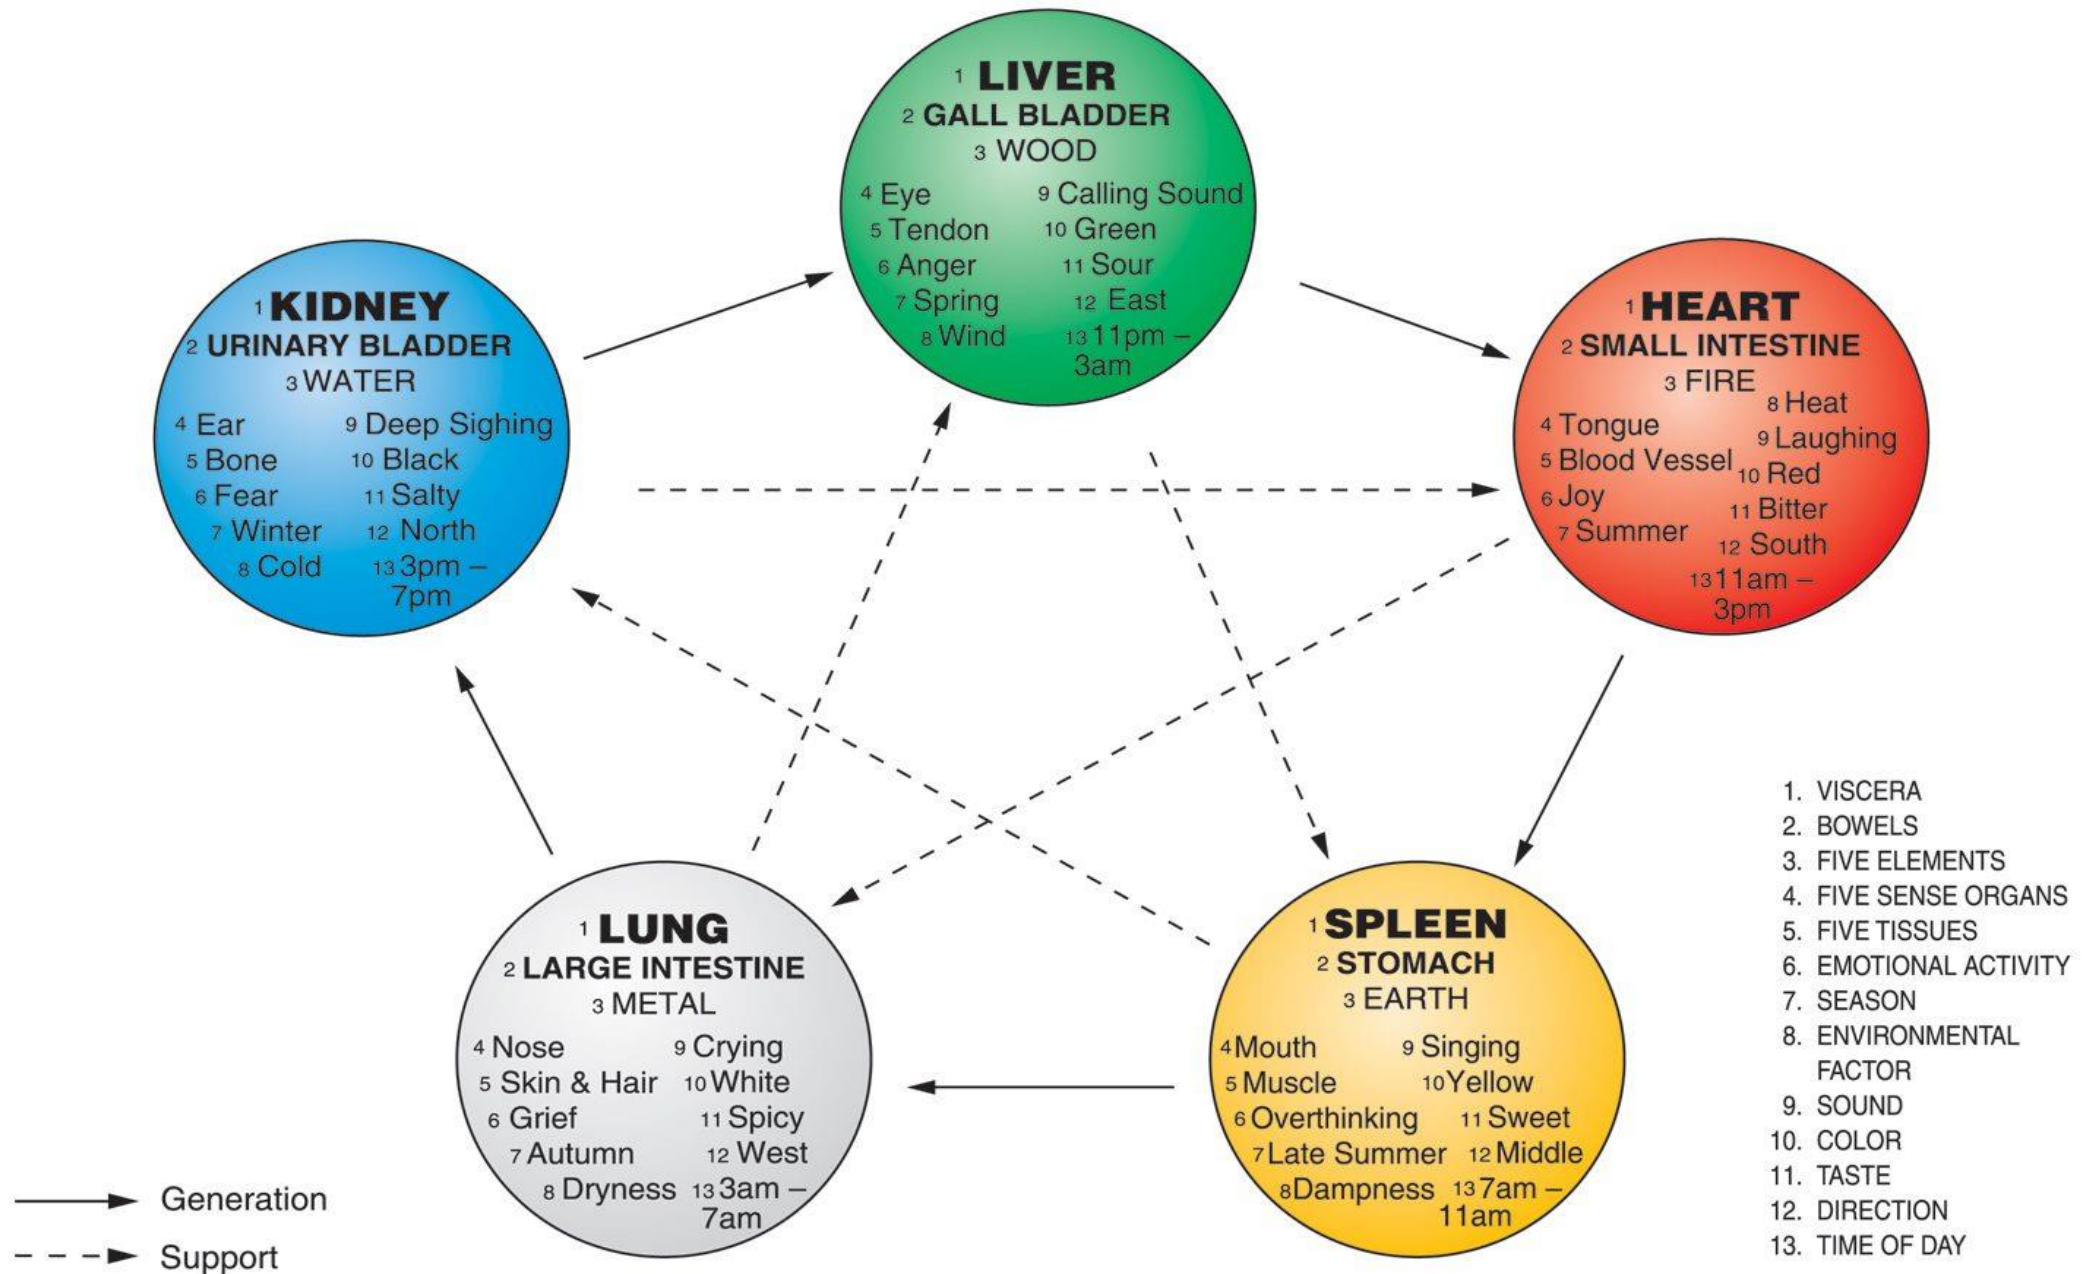 1 LIVER
2 GALL BLADDER
3 WOOD
4 Eye
5 Tendon
6 Anger
7 Spring
8 Wind
9 Calling Sound
10 Green
11 Sour
12 East
13 11pm –
3am
1 KIDNEY
2 URINARY BLADDER
3 WATER
4 Ear
5 Bone
6 Fear
7 Winter
8 Cold
9 Deep Sighing
10 Black
11 Salty
12 North
13 3pm –
7pm
1 HEART
2 SMALL INTESTINE
3 FIRE
4 Tongue
5 Blood Vessel
6 Joy
7 Summer
8 Heat
9 Laughing
10 Red
11 Bitter
12 South
13 11am –
3pm
1 LUNG
2 LARGE INTESTINE
3 METAL
4 Nose
5 Skin & Hair
6 Grief
7 Autumn
8 Dryness
9 Crying
10 White
11 Spicy
12 West
13 3am –
7am
1 SPLEEN
2 STOMACH
3 EARTH
4 Mouth
5 Muscle
6 Overthinking
7 Late Summer
8 Dampness
9 Singing
10 Yellow
11 Sweet
12 Middle
13 7am –
11am
1. VISCERA
2. BOWELS
3. FIVE ELEMENTS
4. FIVE SENSE ORGANS
5. FIVE TISSUES
6. EMOTIONAL ACTIVITY
7. SEASON
8. ENVIRONMENTAL
FACTOR
9. SOUND
10. COLOR
11. TASTE
12. DIRECTION
13. TIME OF DAY
Generation
Support